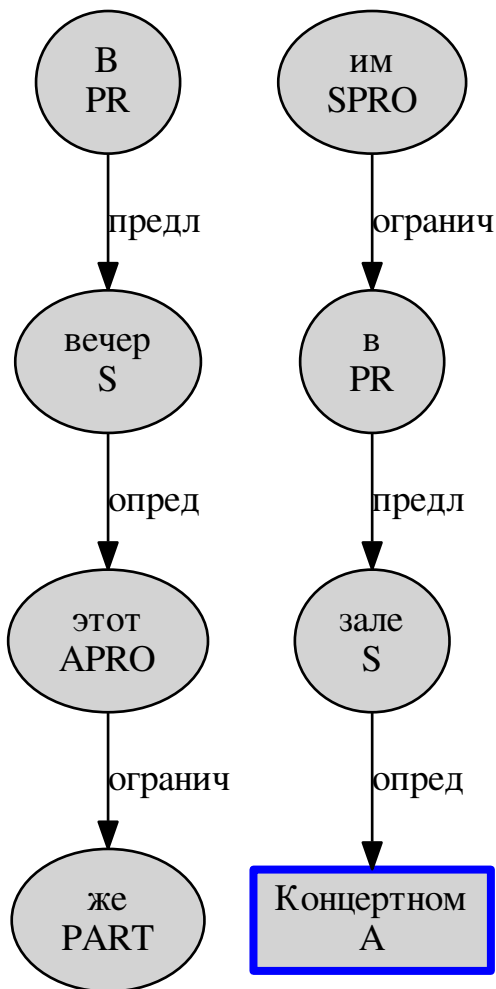 В
PR
им
SPRO
предл
огранич
вечер
S
в
PR
опред
предл
этот
APRO
зале
S
огранич
опред
же
PART
Концертном
A